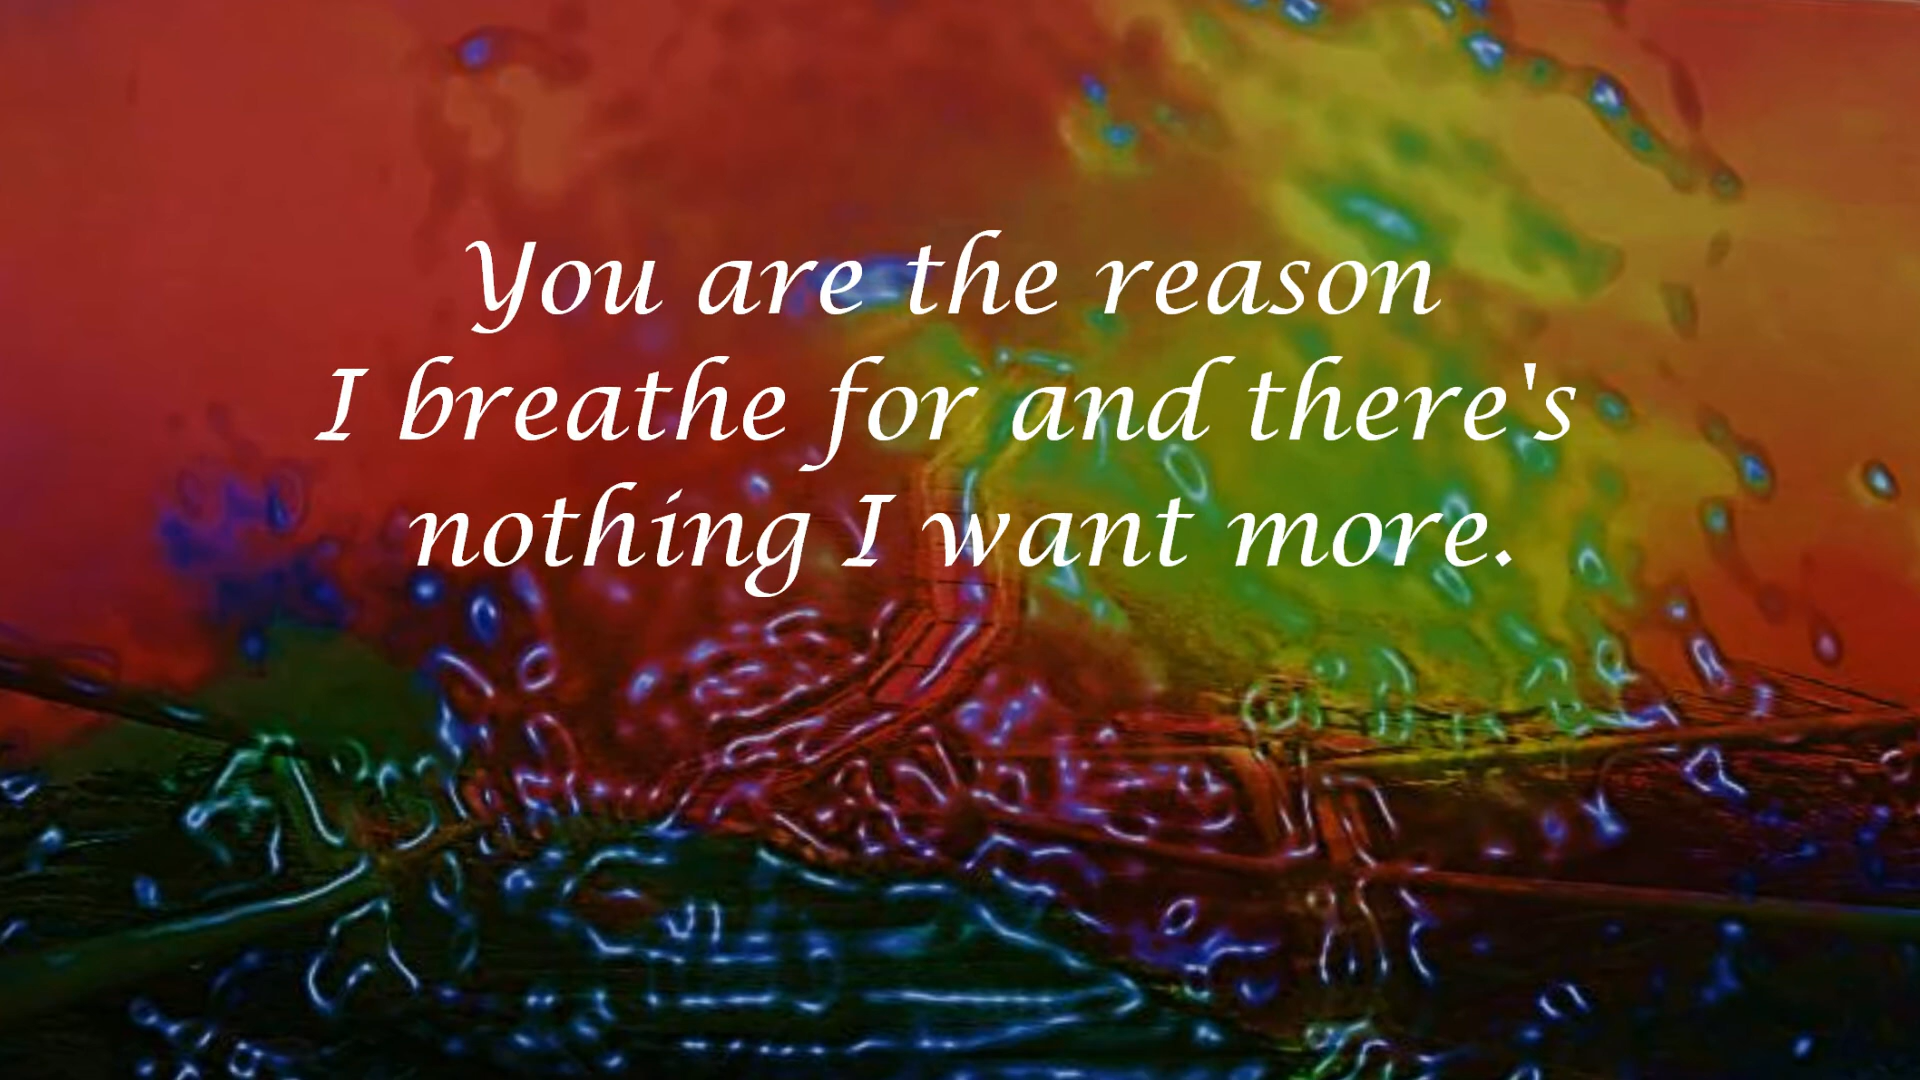 You are the reason
I breathe for and there's
nothing I want more.